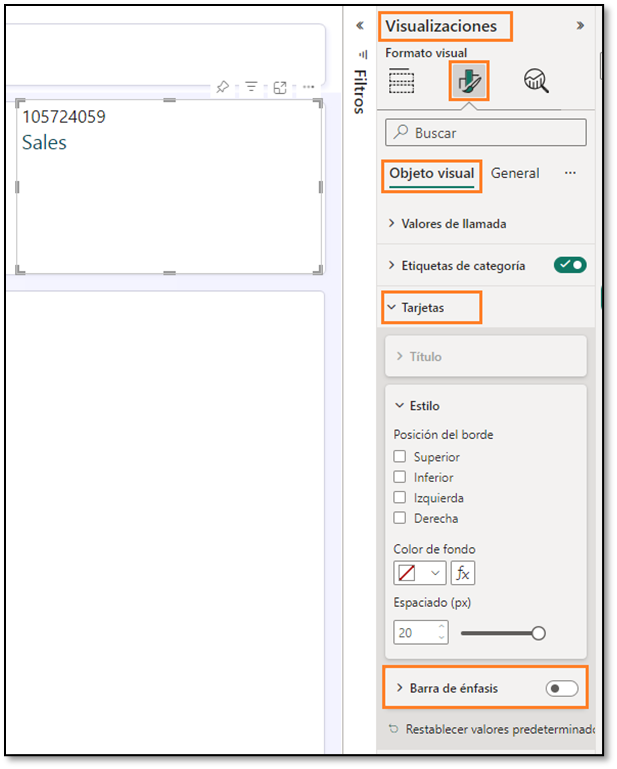 105724059
Sales
Filtros
Visualizaciones
Formato visual
Buscar
Objeto visual General
Valores de llamada
Etiquetas de categoría
Tarjetas
Título
Estilo
Posición del borde
Superior
Inferior
Izquierda
Derecha
Color de fondo
fx
Espaciado (px)
20
Barra de énfasis
Restablecer valores predeterminado